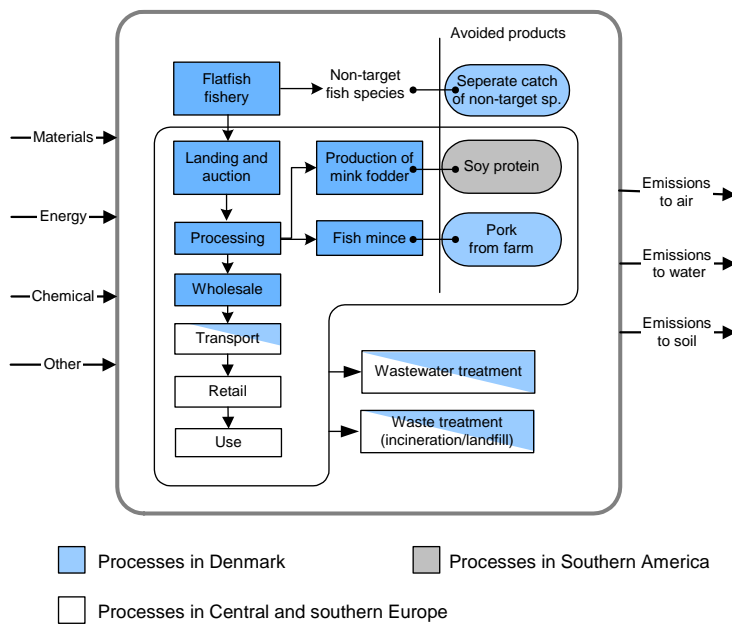 Avoided products
Flatfish
fishery
Non-target
fish species
Seperate catch
of non-target sp.
Materials
Landing and
auction
Production of
mink fodder
Soy protein
Emissions
to air
Energy
Processing
Fish mince
Pork
from farm
Emissions
to water
Chemical
Wholesale
Emissions
to soil
Transport
Other
Wastewater treatment
Retail
Waste treatment
(incineration/landfill)
Use
Processes in Denmark
Processes in Southern America
Processes in Central and southern Europe